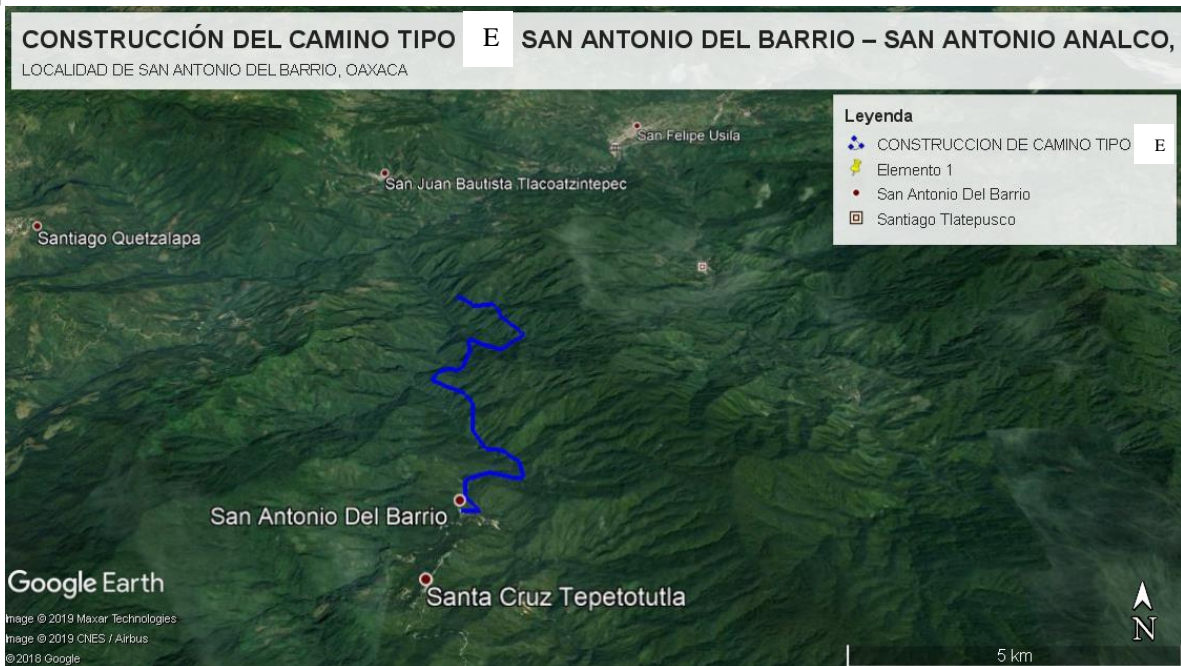 CONSTRUCCIÓN DEL CAMINO TIPO E SAN ANTONIO DEL BARRIO – SAN ANTONIO ANALCO,
LOCALIDAD DE SAN ANTONIO DEL BARRIO, OAXACA
Leyenda
CONSTRUCCION DE CAMINO TIPO E
Elemento 1
San Antonio Del Barrio
Santiago Tlatepusco
San Felipe Usila
San Juan Bautista Tlacoatzintepec
Santiago Quetzalapa
San Antonio Del Barrio
Santa Cruz Tepetotutla
Google Earth
Image © 2019 Maxar Technologies
Image © 2019 CNES / Airbus
© 2018 Google
N
5 km